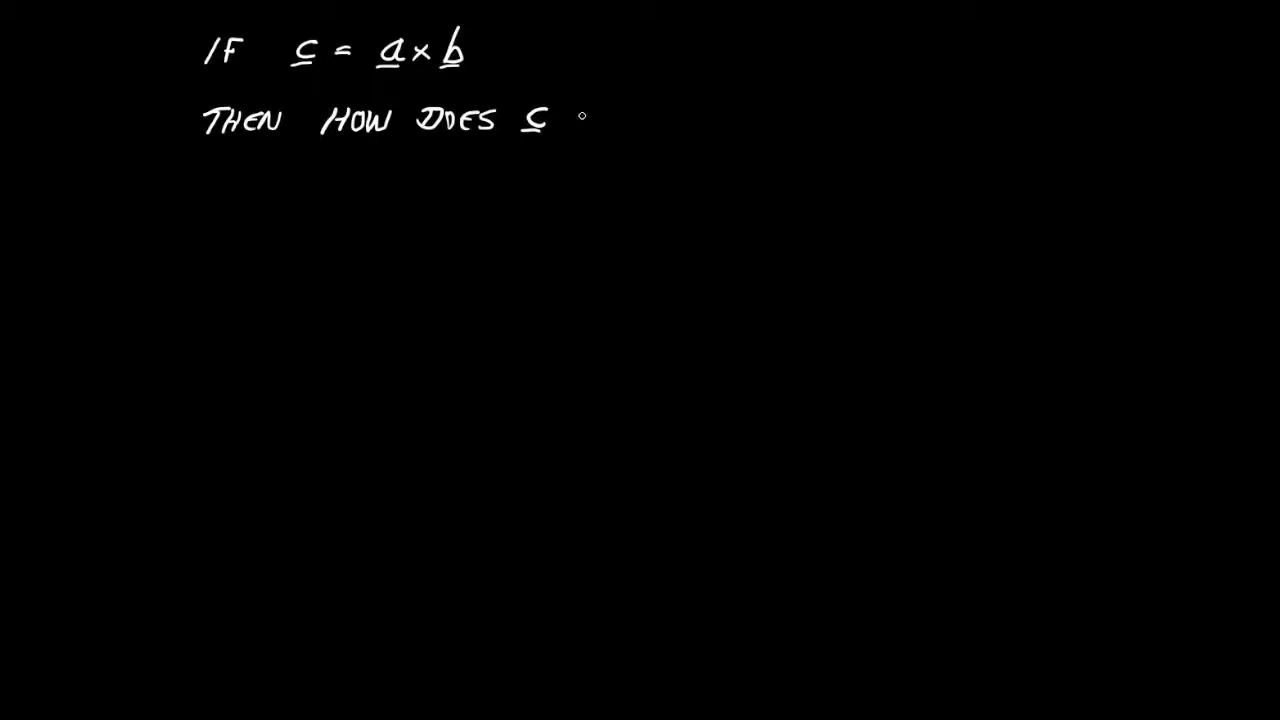 IF c = a × b
THEN HOW DOES c